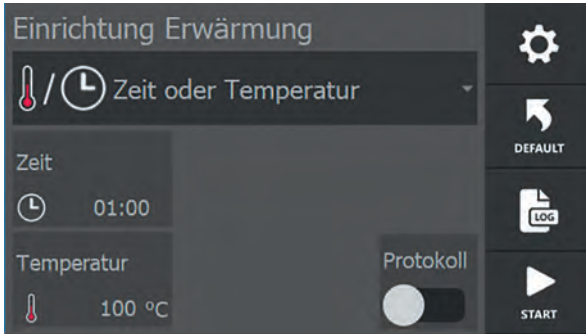 Einrichtung Erwärmung
/ Zeit oder Temperatur
DEFAULT
Zeit
01:00
LOG
Temperatur
100 °C
Protokoll
START